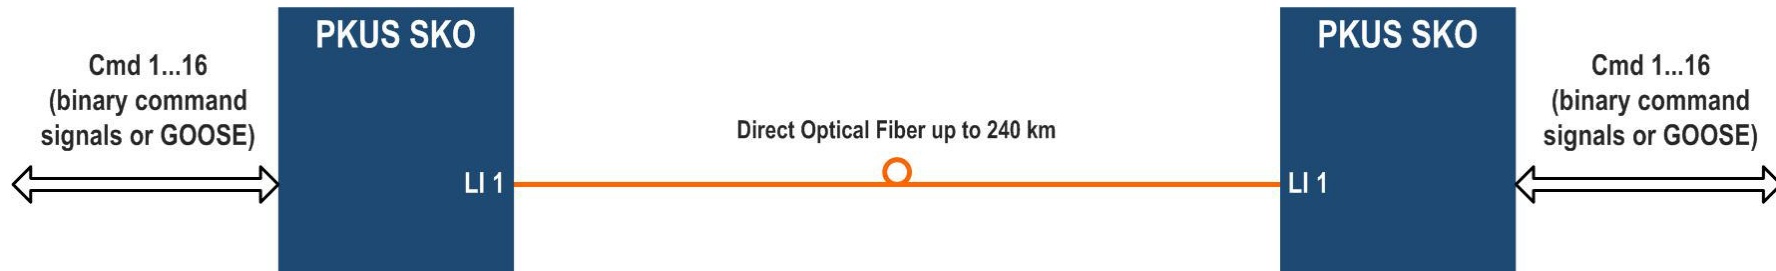 PKUS SKO
Cmd 1...16
(binary command
signals or GOOSE)
LI 1
Direct Optical Fiber up to 240 km
PKUS SKO
LI 1
Cmd 1...16
(binary command
signals or GOOSE)